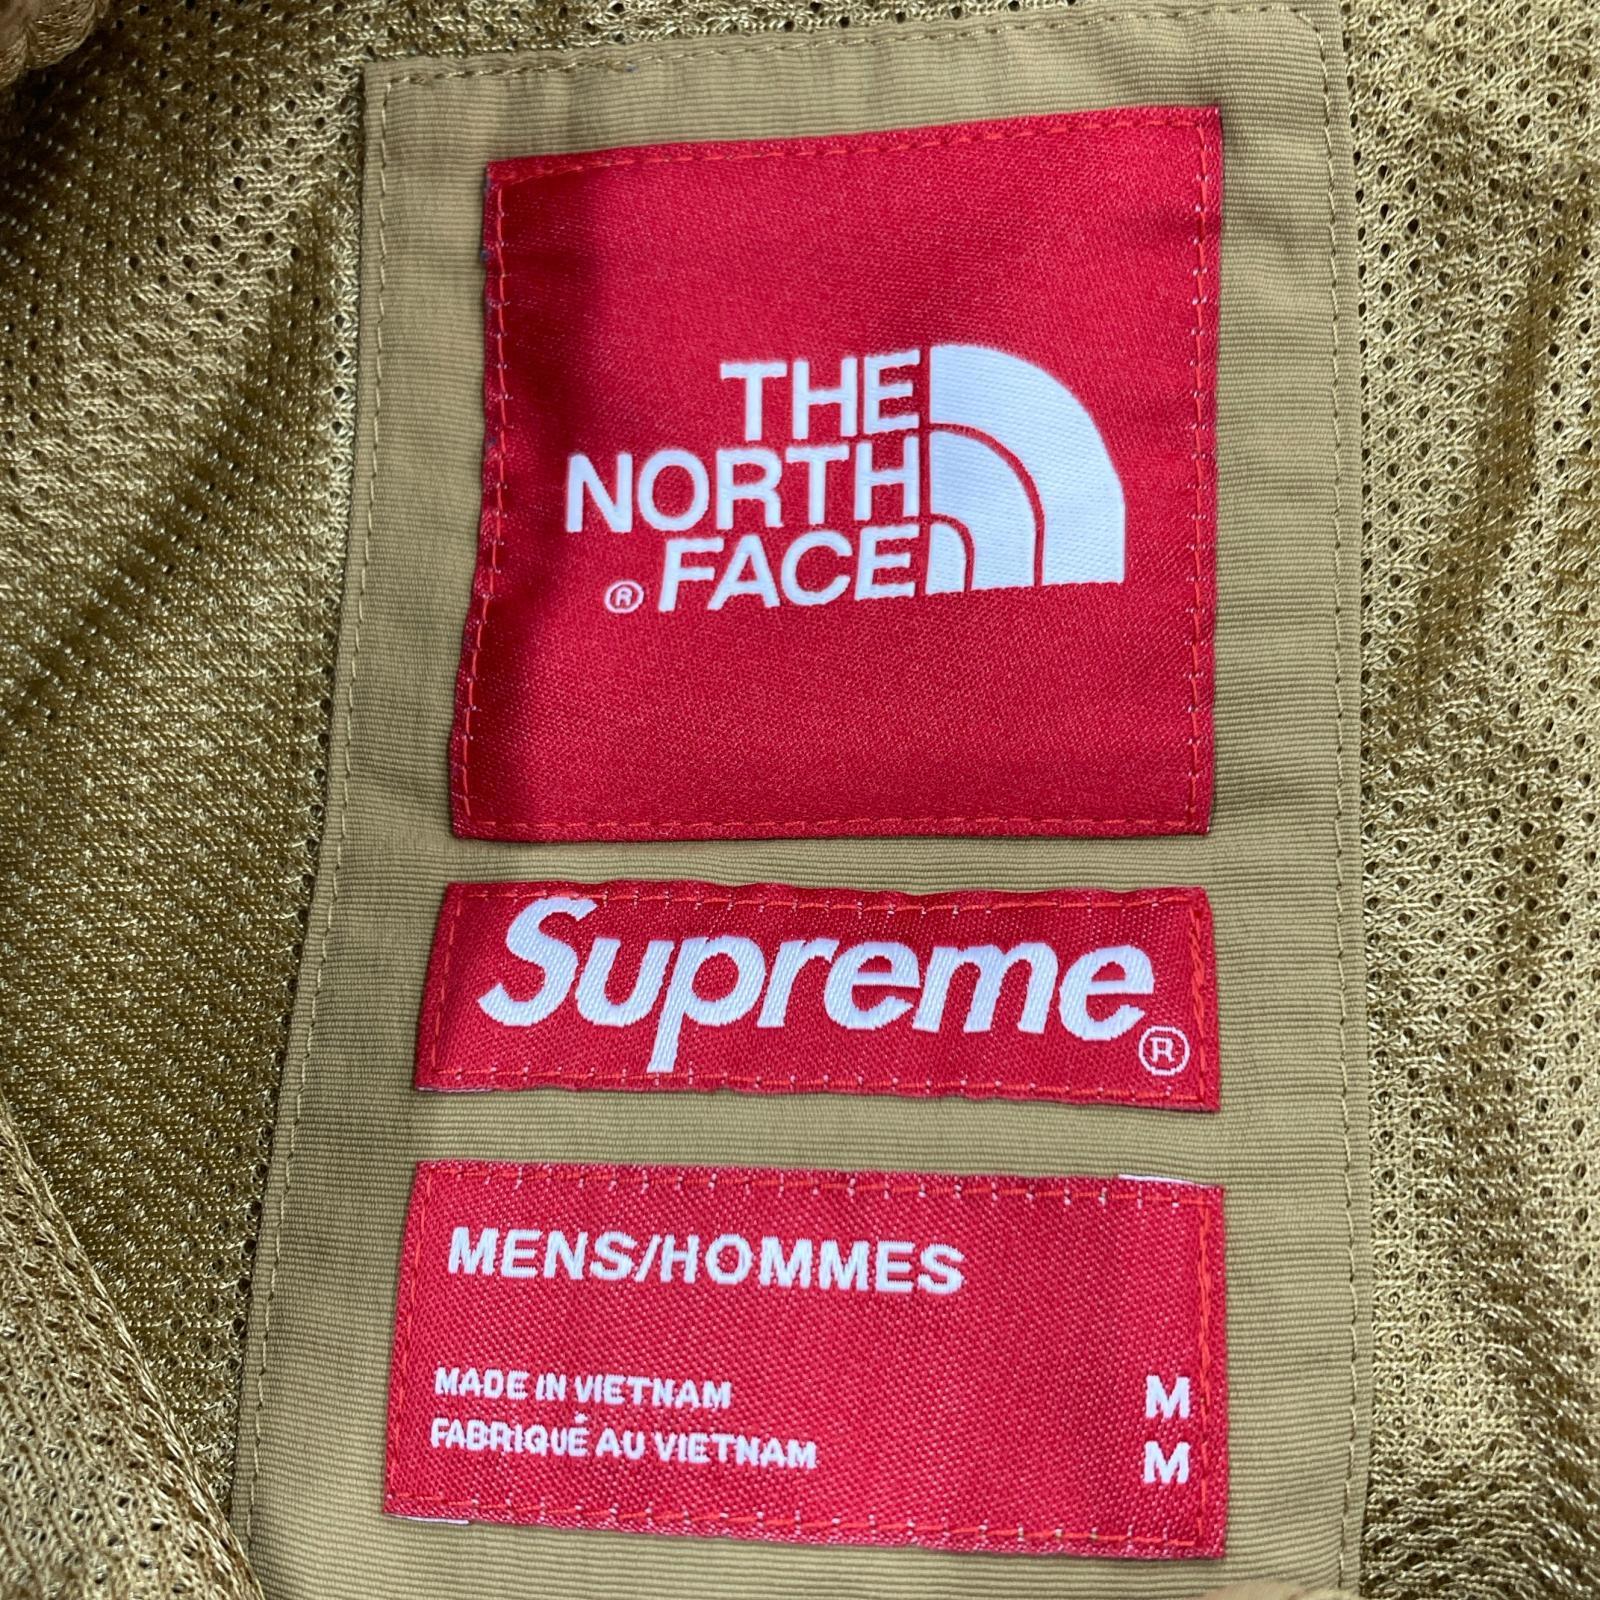 THE
NORTH
® FACE
Supreme®
MENS/HOMMES
MADE IN VIETNAM M
FABRIQUÉ AU VIETNAM M